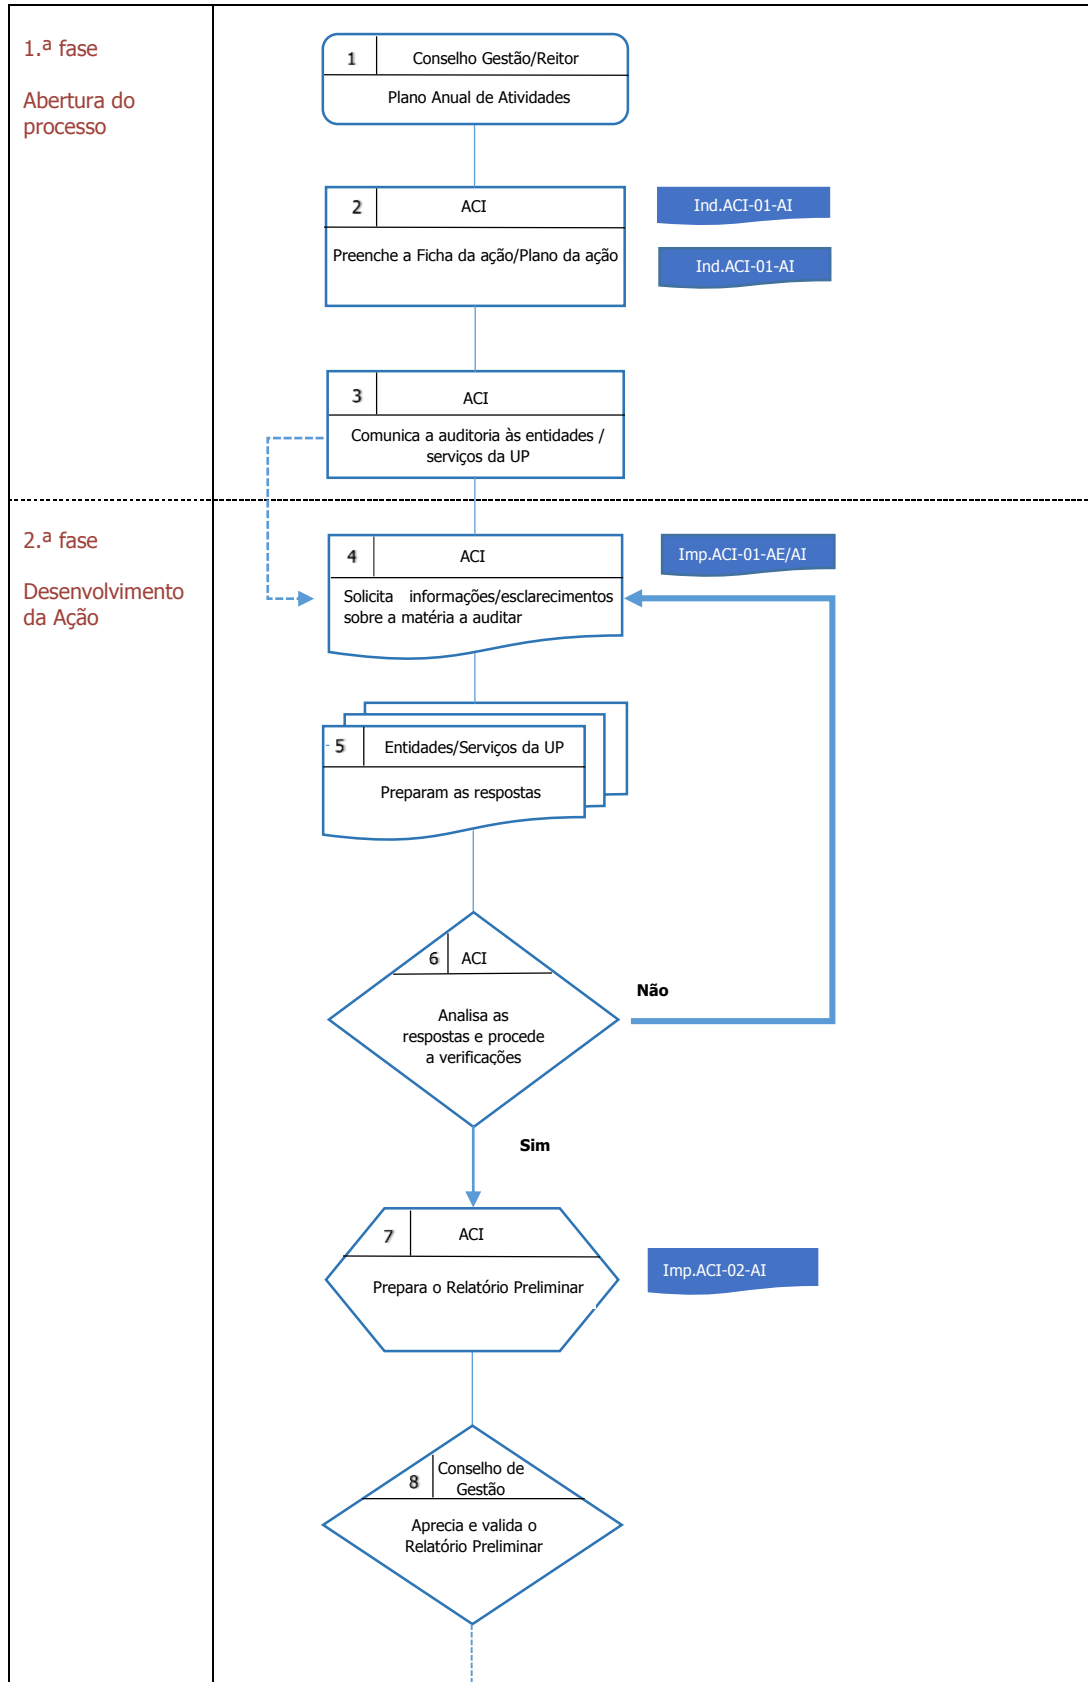 1.ª fase
Abertura do
processo
1
Conselho Gestão/Reitor
Plano Anual de Atividades
2
ACI
Preenche a Ficha da ação/Plano da ação
Ind.ACI-01-AI
Ind.ACI-01-AI
3
ACI
Comunica a auditoria às entidades /
serviços da UP
2.ª fase
Desenvolvimento
da Ação
4
ACI
Solicita informações/esclarecimentos
sobre a matéria a auditar
Imp.ACI-01-AE/AI
5
Entidades/Serviços da UP
Preparam as respostas
6
ACI
Analisa as
respostas e procede
a verificações
Não
Sim
7
ACI
Prepara o Relatório Preliminar
Imp.ACI-02-AI
8
Conselho de
Gestão
Aprecia e valida o
Relatório Preliminar